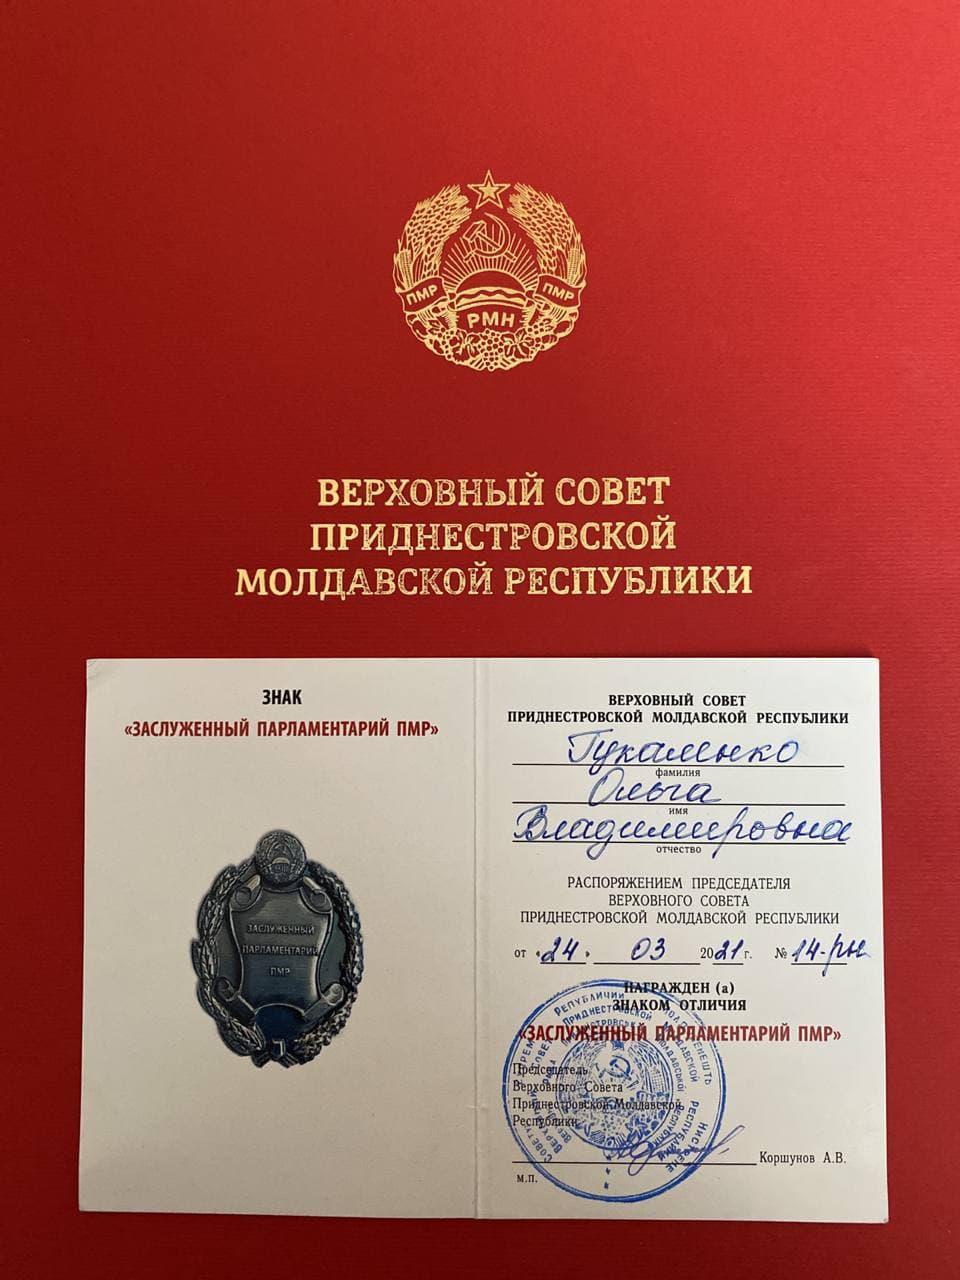 ПМР
ПМР
РМН
ВЕРХОВНЫЙ СОВЕТ
ПРИДНЕСТРОВСКОЙ
МОЛДАВСКОЙ РЕСПУБЛИКИ
ЗНАК
«ЗАСЛУЖЕННЫЙ ПАРЛАМЕНТАРИЙ ПМР»
ЗАСЛУЖЕННЫЙ
ПАРЛАМЕНТАРИЙ
ПМР
ВЕРХОВНЫЙ СОВЕТ
ПРИДНЕСТРОВСКОЙ МОЛДАВСКОЙ РЕСПУБЛИКИ
Гукаленко
фамилия
Ольга
имя
Владимировна
отчество
РАСПОРЯЖЕНИЕМ ПРЕДСЕДАТЕЛЯ
ВЕРХОВНОГО СОВЕТА
ПРИДНЕСТРОВСКОЙ МОЛДАВСКОЙ РЕСПУБЛИКИ
от «24» 03 2021 г. № 14-рн
НАГРАЖДЕН (а)
ЗНАКОМ ОТЛИЧИЯ
«ЗАСЛУЖЕННЫЙ ПАРЛАМЕНТАРИЙ ПМР»
Председатель
Верховного Совета
Приднестровской Молдавской
Республики
Коршунов А.В.
м.п.